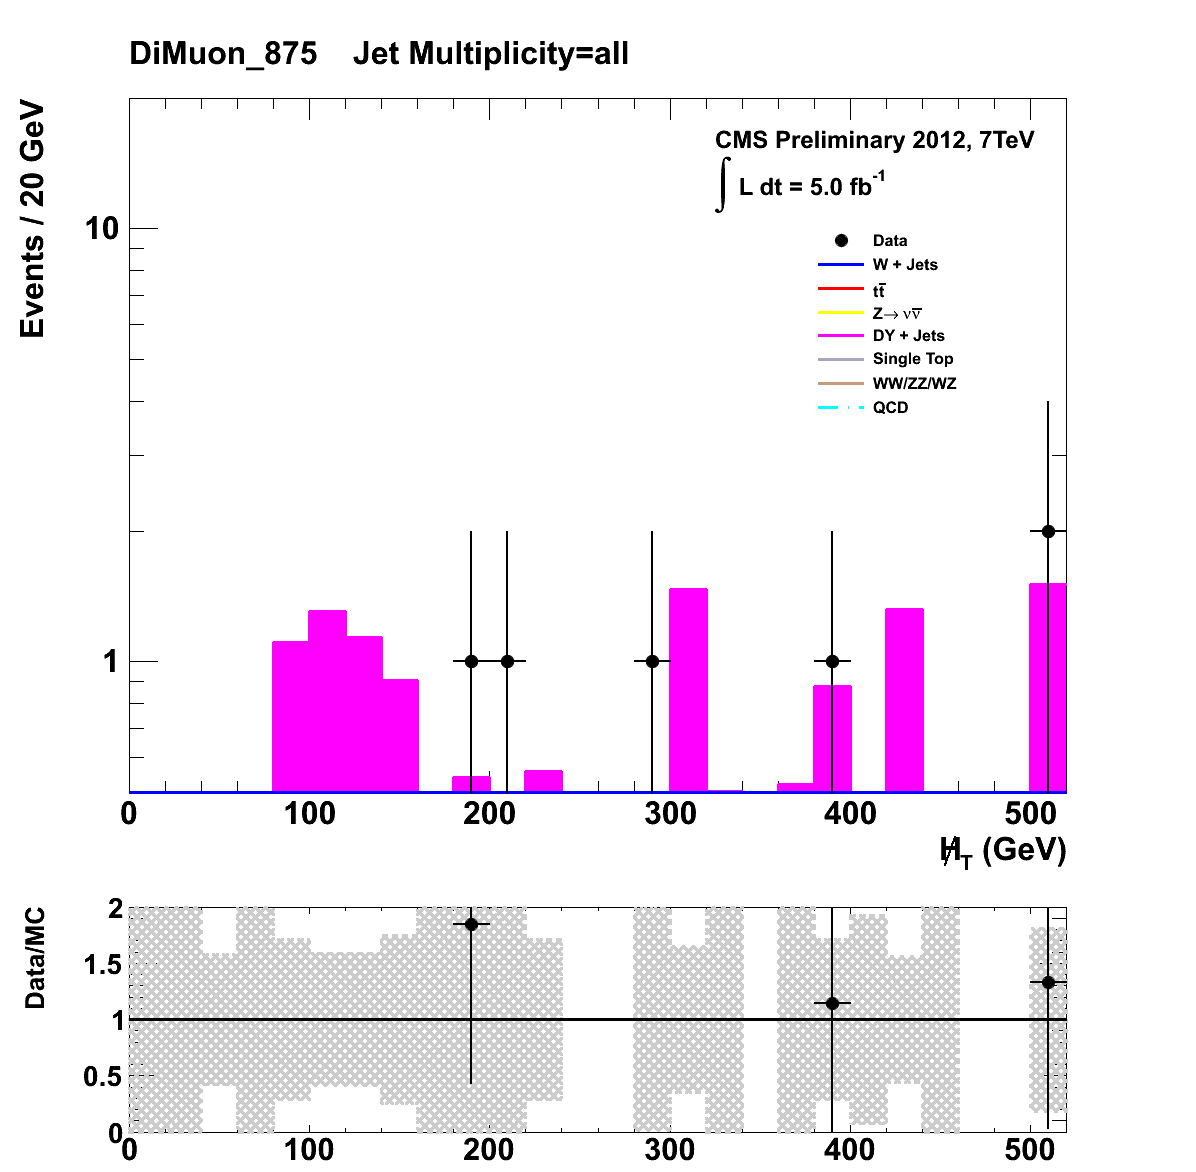 DiMuon_875 Jet Multiplicity=all
Events / 20 GeV
CMS Preliminary 2012, 7TeV
∫ L dt = 5.0 fb⁻¹
Data
W + Jets
tt̅
Z→ νν̅
DY + Jets
Single Top
WW/ZZ/WZ
QCD
10
1
0 100 200 300 400 500
H̸T (GeV)
Data/MC
2
1.5
1
0.5
0
0 100 200 300 400 500